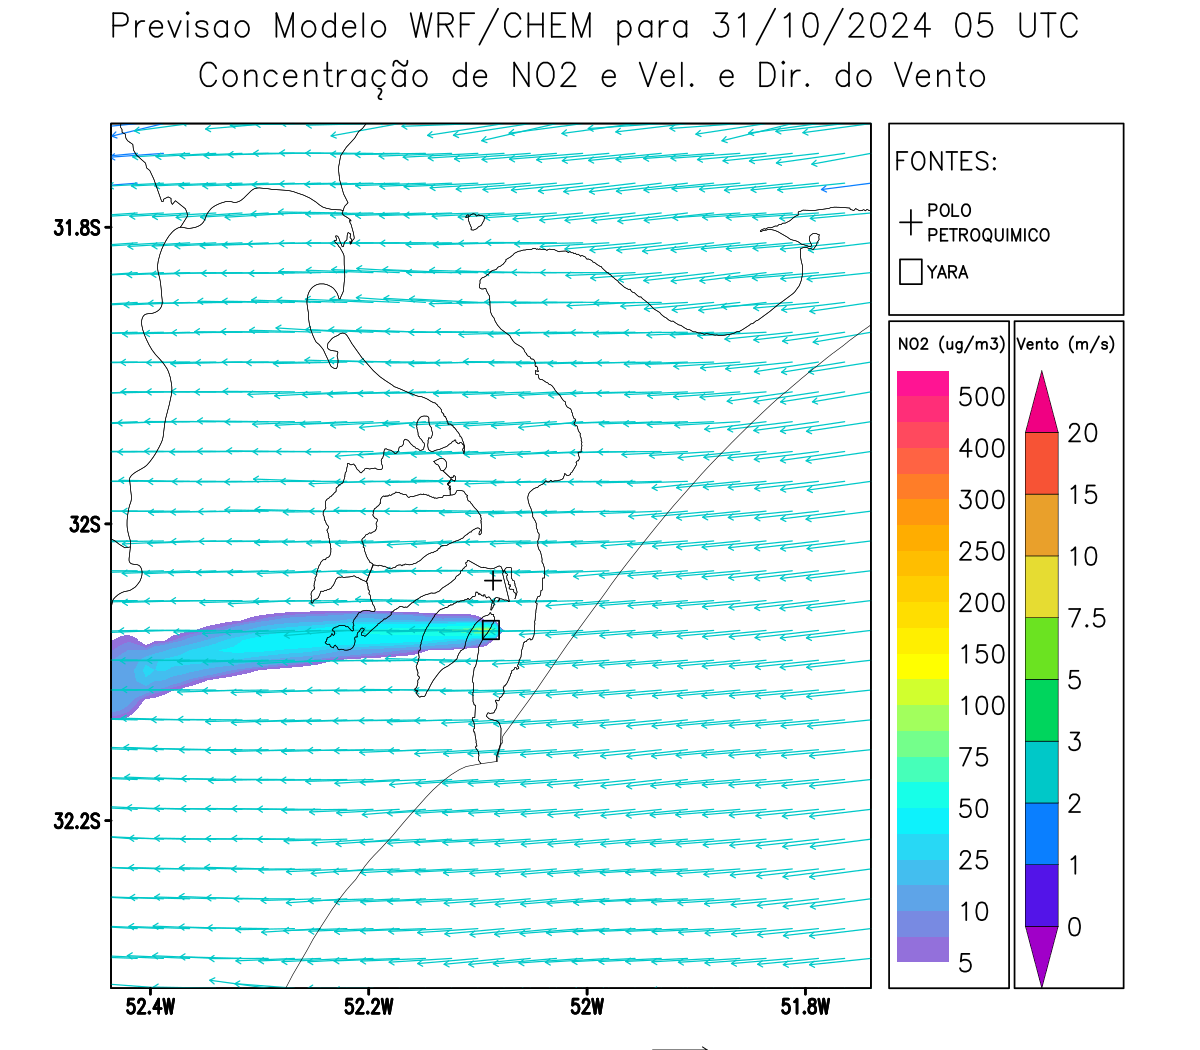 Previsao Modelo WRF/CHEM para 31/10/2024 05 UTC
Concentração de NO2 e Vel. e Dir. do Vento
FONTES:
POLO
PETROQUIMICO
YARA
NO2 (ug/m3)
500
400
300
250
200
150
100
75
50
25
10
5
Vento (m/s)
20
15
10
7.5
5
3
2
1
0
31.8S
32S
32.2S
52.4W 52.2W 52W 51.8W